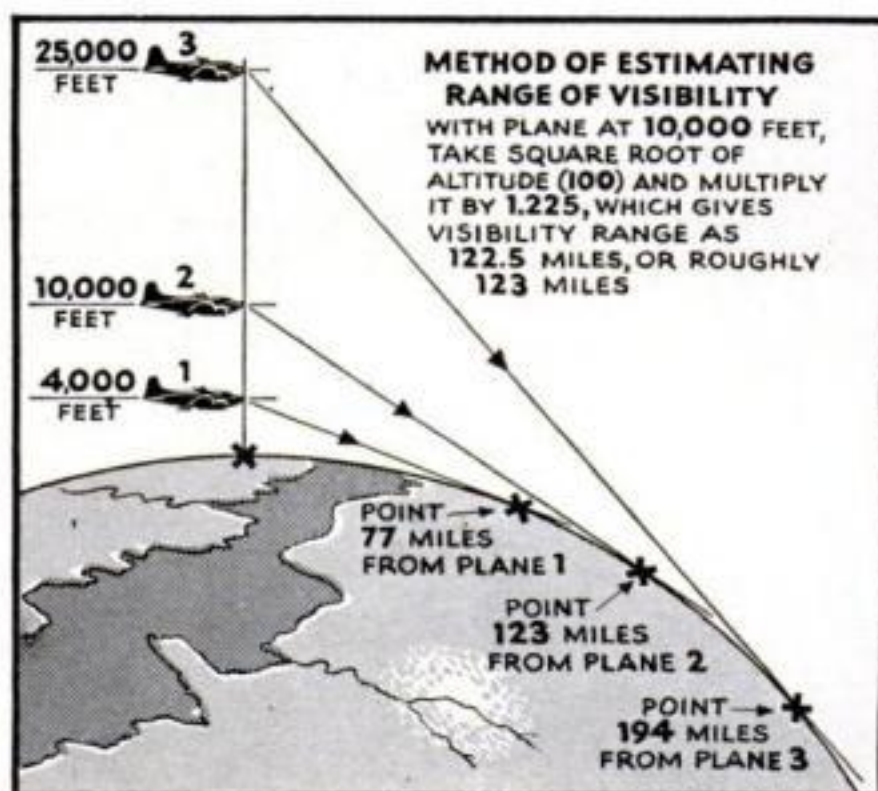 25,000
FEET
3
METHOD OF ESTIMATING
RANGE OF VISIBILITY
WITH PLANE AT 10,000 FEET,
TAKE SQUARE ROOT OF
ALTITUDE (100) AND MULTIPLY
IT BY 1.225, WHICH GIVES
VISIBILITY RANGE AS
122.5 MILES, OR ROUGHLY
123 MILES
10,000
FEET
2
4,000
FEET
1
POINT
77 MILES
FROM PLANE 1
POINT
123 MILES
FROM PLANE 2
POINT
194 MILES
FROM PLANE 3